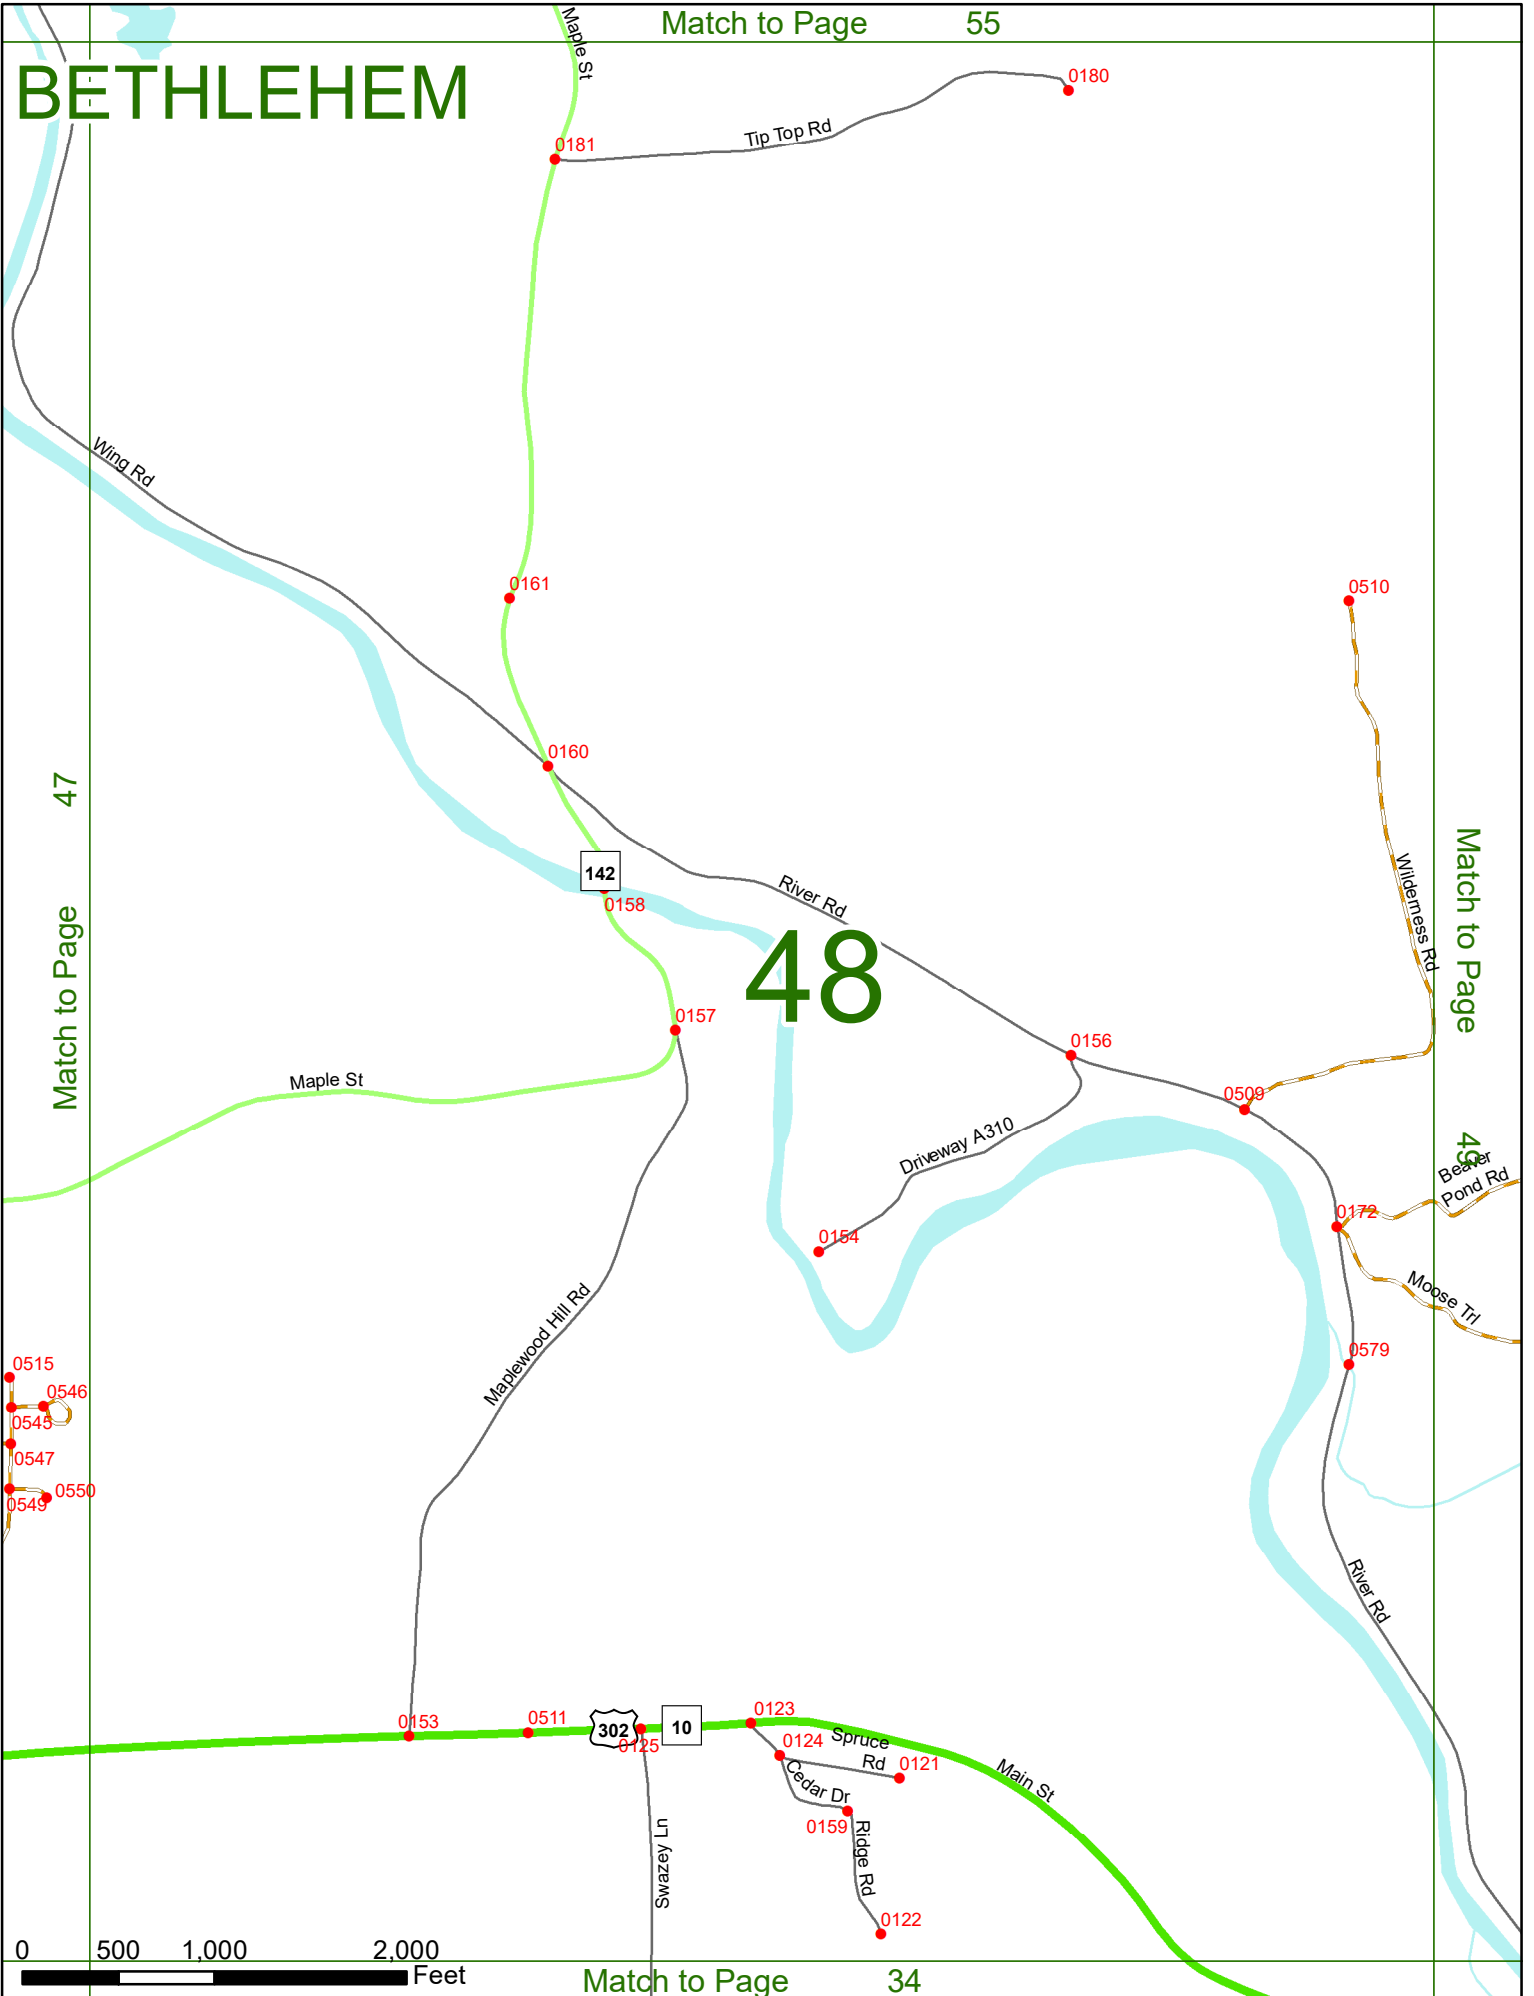 Match to Page 55
BETHLEHEM
Maple St
0180
Tip Top Rd
0181
Wing Rd
0161
0510
0160
47
Match to Page
142
0158
River Rd
48
Wilderness Rd
Match to Page
49
0157
0156
Maple St
0509
Driveway A310
Beaver
Pond Rd
0172
0154
Moose Trl
Maplewood Hill Rd
0579
0515
0546
0545
0547
0550
0549
River Rd
0153
0511
302
0125
10
0123
Spruce
Rd
0124
0121
Main St
Cedar Dr
0159
Ridge Rd
Swazey Ln
0122
0 500 1,000 2,000
Feet
Match to Page 34